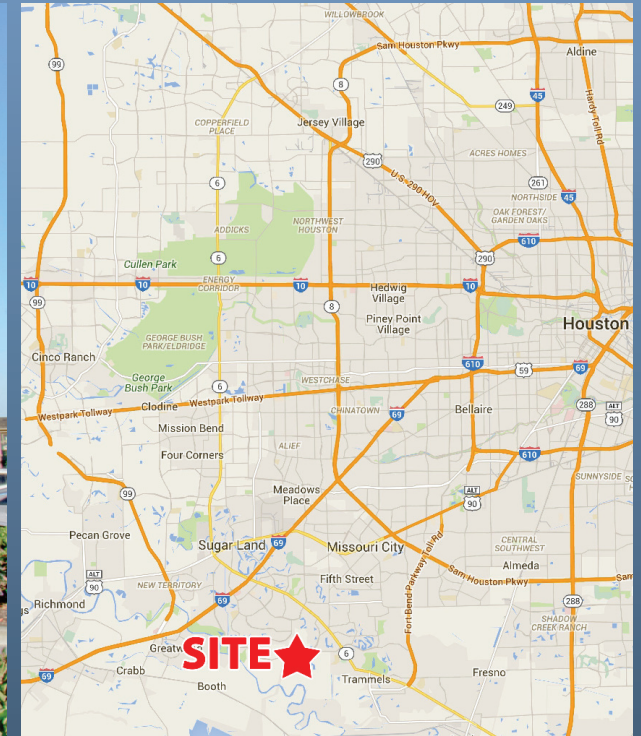 WILLOWBROOK
Sam Houston Pkwy
Aldine
99
8
45
249
Hardy Toll Rd
COPPERFIELD
PLACE
Jersey Village
290
ACRES HOMES
U.S. 290 HOV
6
261
NORTHSIDE
45
OAK FOREST/
GARDEN OAKS
ADDICKS
NORTHWEST
HOUSTON
610
6
290
Cullen Park
ENERGY
CORRIDOR
10
10
10
Hedwig
Village
10
99
8
Piney Point
Village
Houston
GEORGE BUSH
PARK/ELDRIDGE
Cinco Ranch
610
59
69
George
Bush Park
6
WESTCHASE
Westpark Tollway
Clodine
Westpark Tollway
CHINATOWN
69
Bellaire
288
ALT
90
Mission Bend
ALIEF
Four Corners
610
SUNNYSIDE
99
Meadows
Place
ALT
90
Pecan Grove
Sugar Land
69
Missouri City
CENTRAL
SOUTHWEST
Almeda
ALT
90
NEW TERRITORY
Fifth Street
Fort Bend Parkway Toll Rd
Sam Houston Pkwy
Sam
69
288
Richmond
SHADOW
CREEK RANCH
Greatw
SITE
6
Crabb
69
Booth
Trammels
Fresno